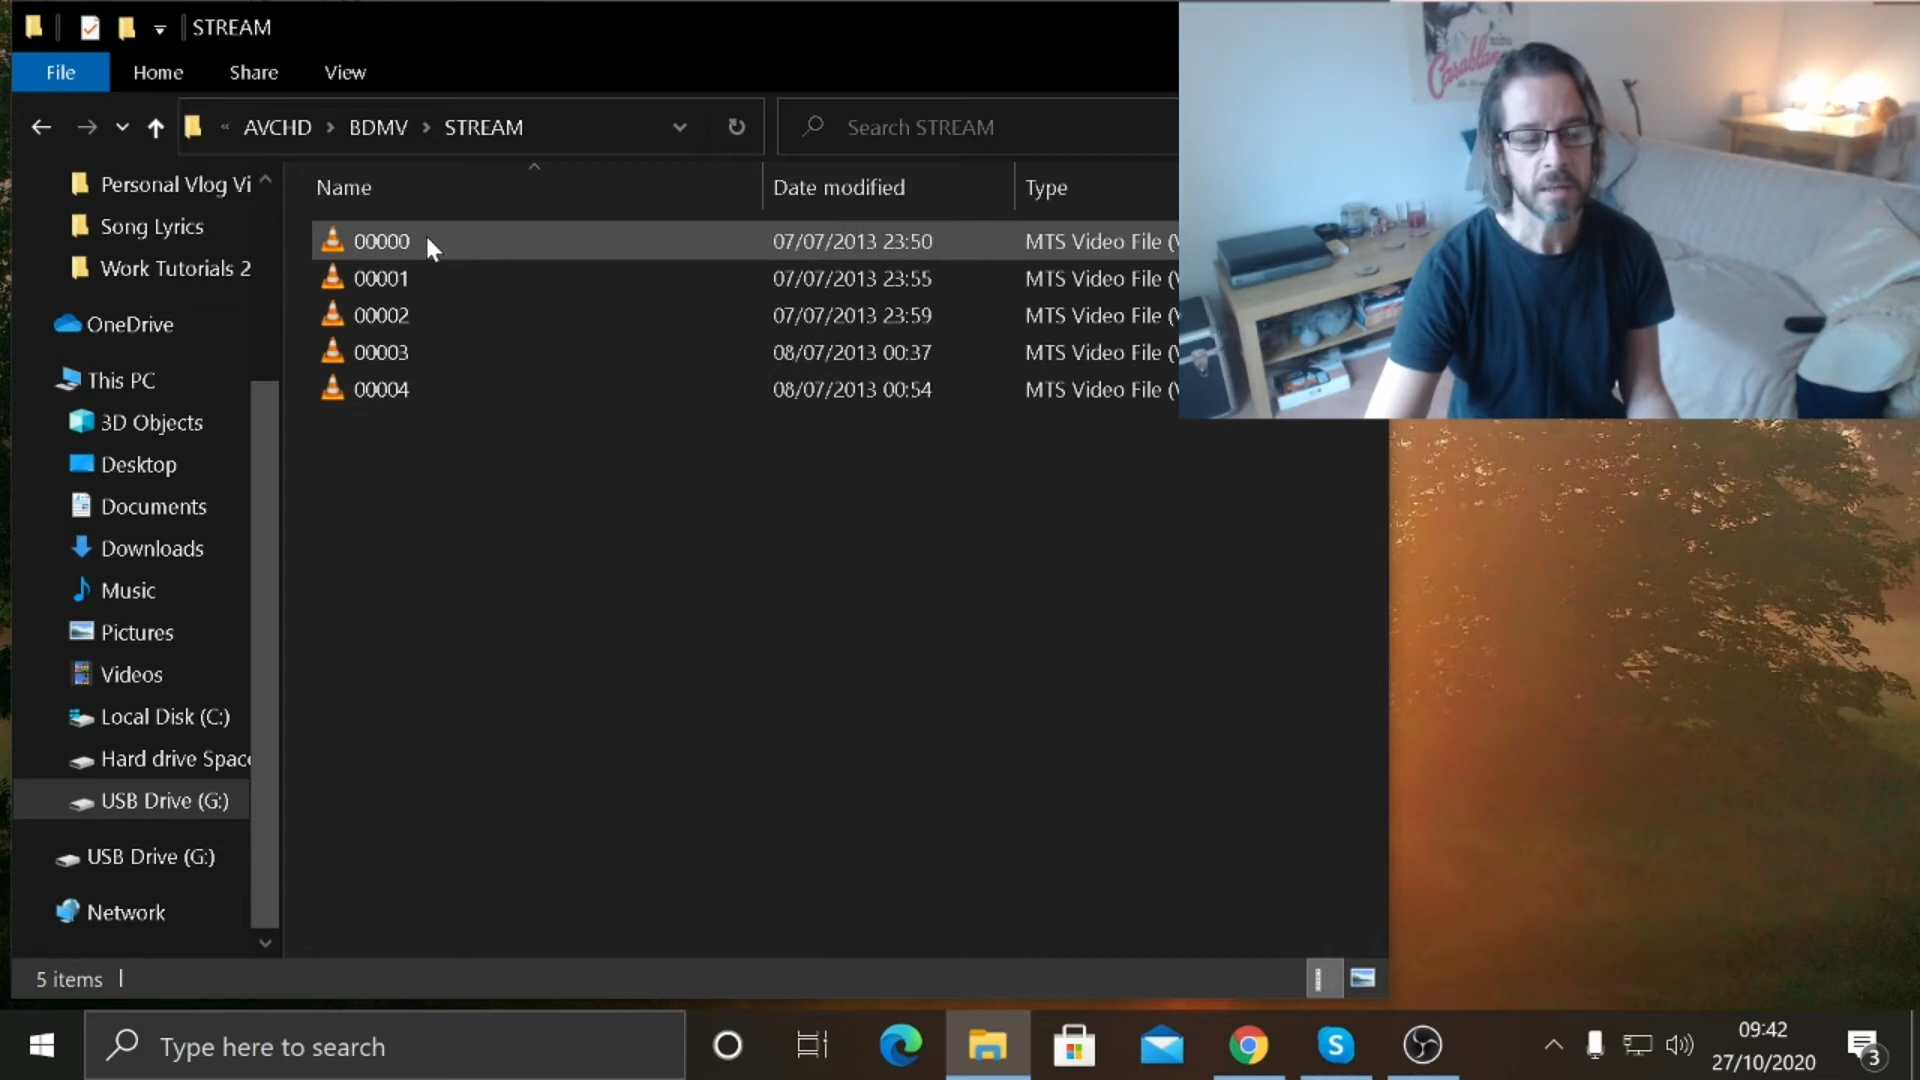 STREAM
File Home Share View
« AVCHD > BDMV > STREAM
Search STREAM
Name Date modified Type
00000 07/07/2013 23:50 MTS Video File (
00001 07/07/2013 23:55 MTS Video File (
00002 07/07/2013 23:59 MTS Video File (
00003 08/07/2013 00:37 MTS Video File (
00004 08/07/2013 00:54 MTS Video File (
Personal Vlog Vi
Song Lyrics
Work Tutorials 2
OneDrive
This PC
3D Objects
Desktop
Documents
Downloads
Music
Pictures
Videos
Local Disk (C:)
Hard drive Space
USB Drive (G:)
USB Drive (G:)
Network
5 items
Casablanca
Type here to search
09:42
27/10/2020
3